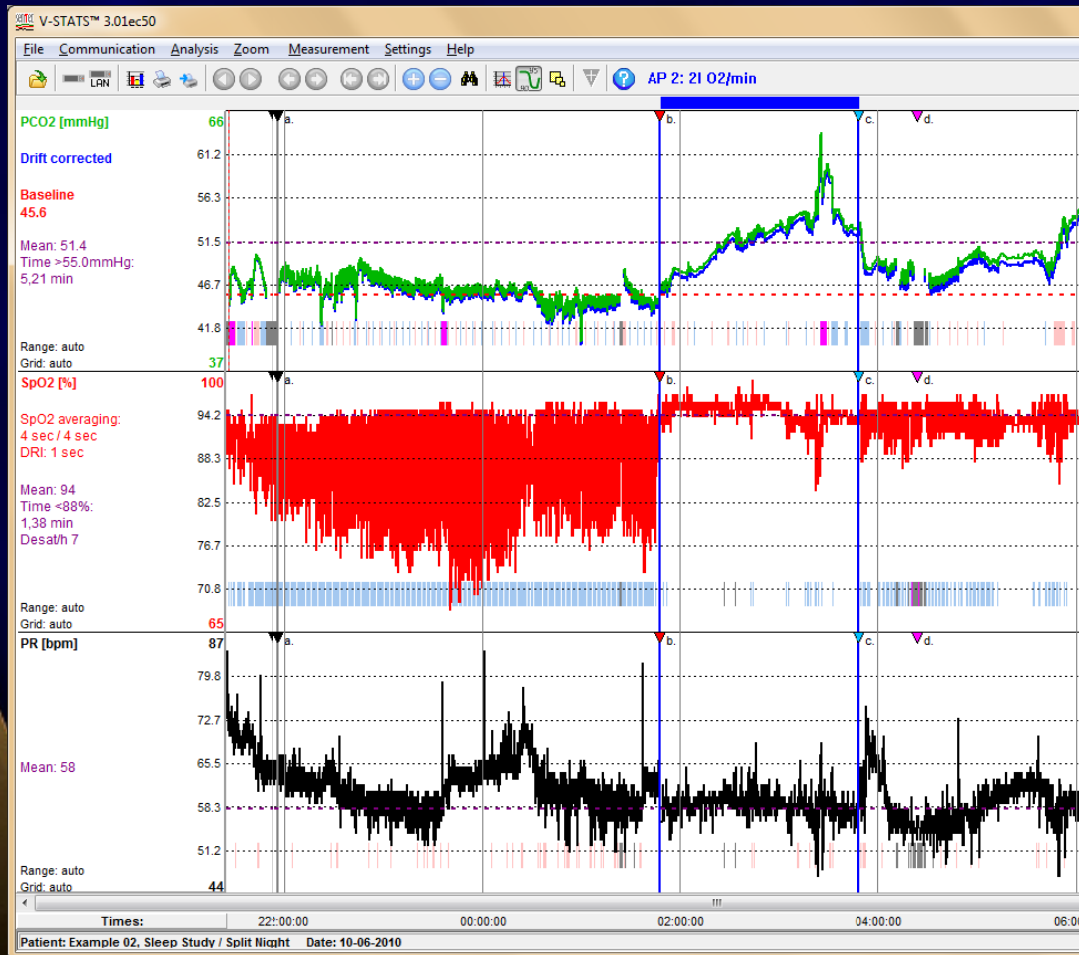 V-STATS™ 3.01ec50
File Communication Analysis Zoom Measurement Settings Help
LAN AP 2: 2l O2/min
PCO2 [mmHg] 66
Drift corrected 61.2
Baseline 56.3
45.6
Mean: 51.4 51.5
Time >55.0mmHg:
5,21 min 46.7
41.8
Range: auto
Grid: auto 37
a. b. c. d.
SpO2 [%] 100
SpO2 averaging: 94.2
4 sec / 4 sec
DRI: 1 sec 88.3
Mean: 94
Time <88%: 82.5
1,38 min
Desat/h 7 76.7
70.8
Range: auto
Grid: auto 65
a. b. c. d.
PR [bpm] 87
79.8
72.7
Mean: 58 65.5
58.3
51.2
Range: auto
Grid: auto 44
a. b. c. d.
Times: 22:00:00 00:00:00 02:00:00 04:00:00 06:00
Patient: Example 02, Sleep Study / Split Night Date: 10-06-2010